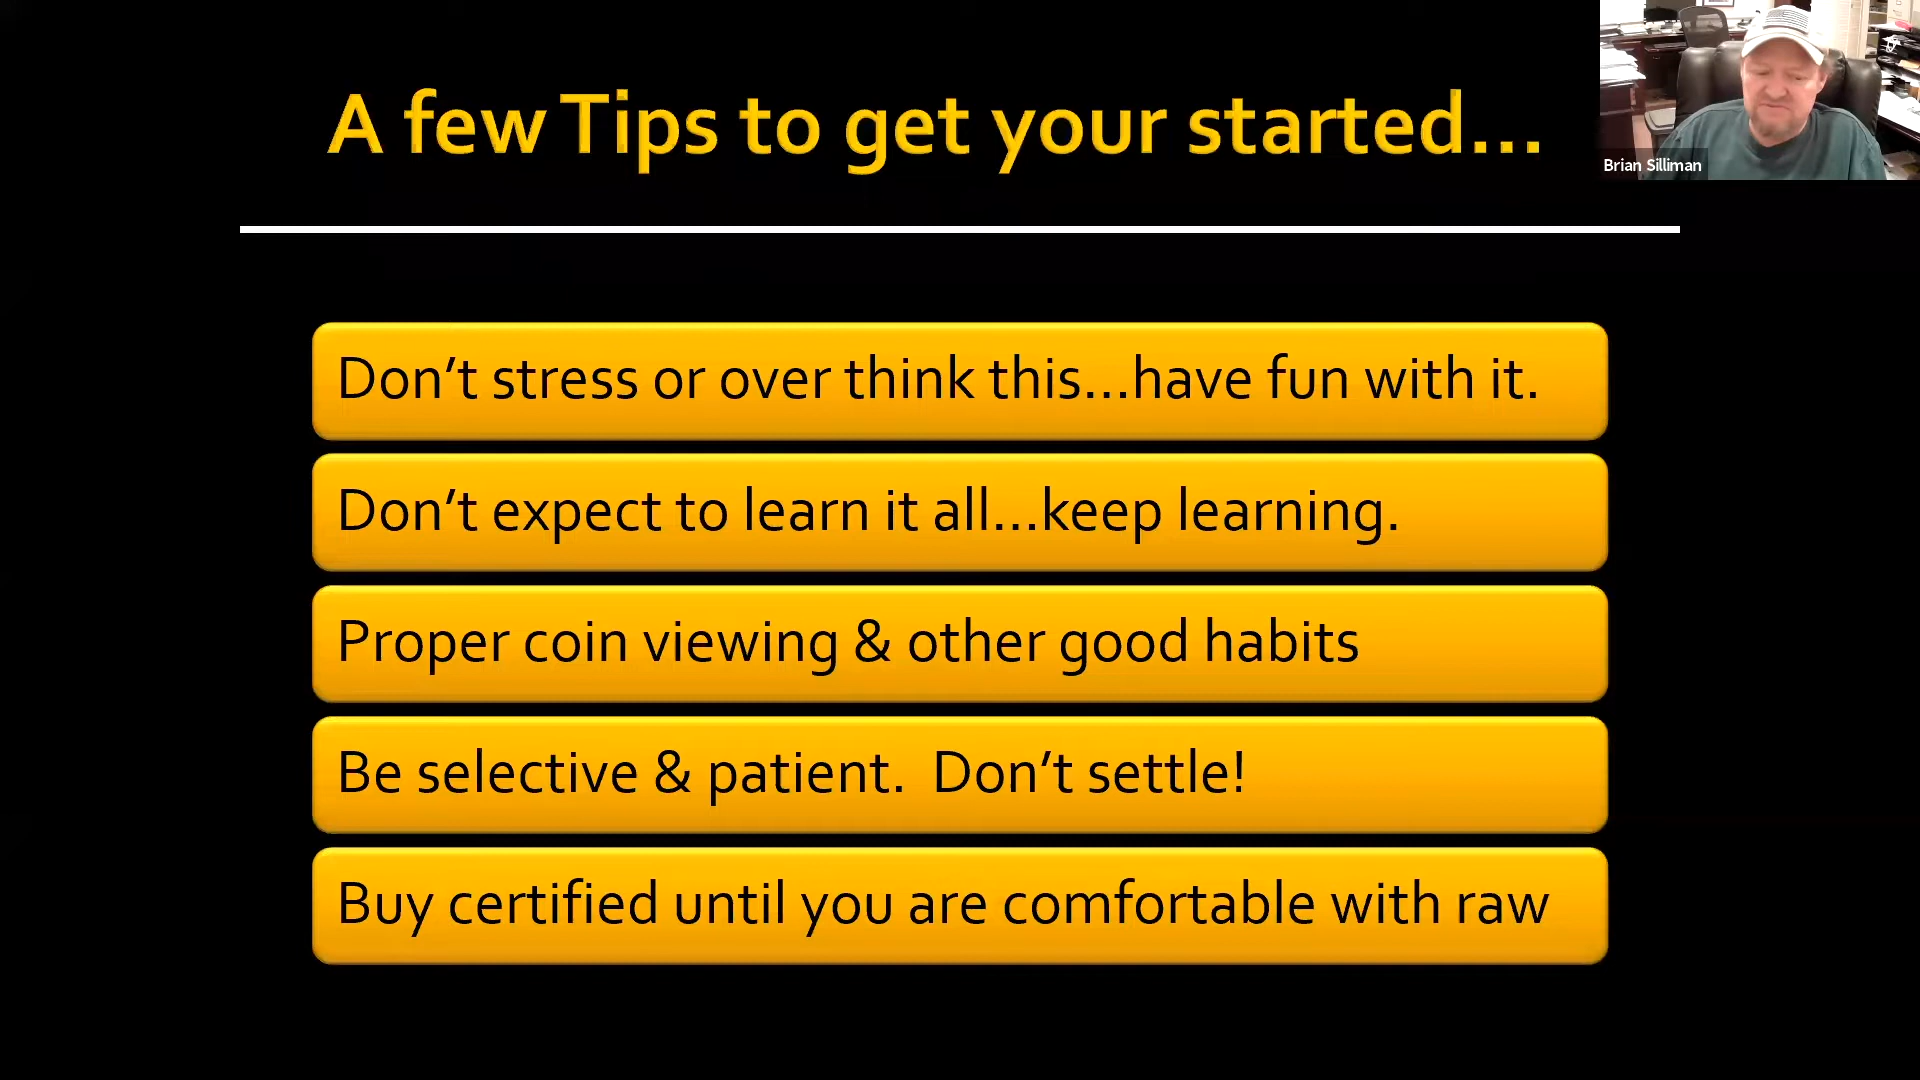 A few Tips to get your started...
Brian Silliman
Don’t stress or over think this...have fun with it.
Don’t expect to learn it all...keep learning.
Proper coin viewing & other good habits
Be selective & patient.  Don’t settle!
Buy certified until you are comfortable with raw